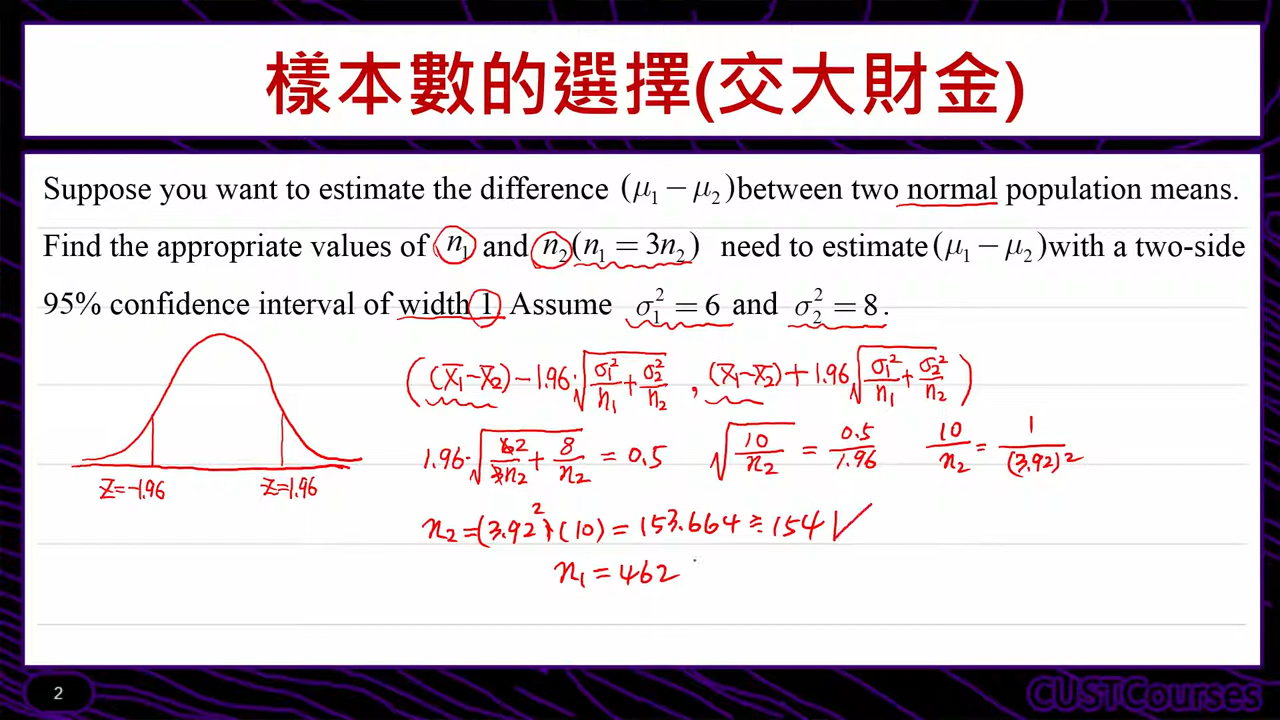 樣本數的選擇(交大財金)
Suppose you want to estimate the difference (μ₁−μ₂)between two normal population means.
Find the appropriate values of n₁ and n₂(n₁=3n₂) need to estimate(μ₁−μ₂)with a two-side
95% confidence interval of width 1. Assume σ₁²=6 and σ₂²=8.
((x̄₁−x̄₂)−1.96·√(σ₁²/n₁+σ₂²/n₂), (x̄₁−x̄₂)+1.96√(σ₁²/n₁+σ₂²/n₂))
1.96·√(6̸2/3̸n₂+8/n₂)=0.5 √(10/n₂)=0.5/1.96 10/n₂=1/(3.92)²
Z=-1.96 Z=1.96
n₂=(3.92²)(10)=153.664≅154 ✓
n₁=462
2
CUSTCourses